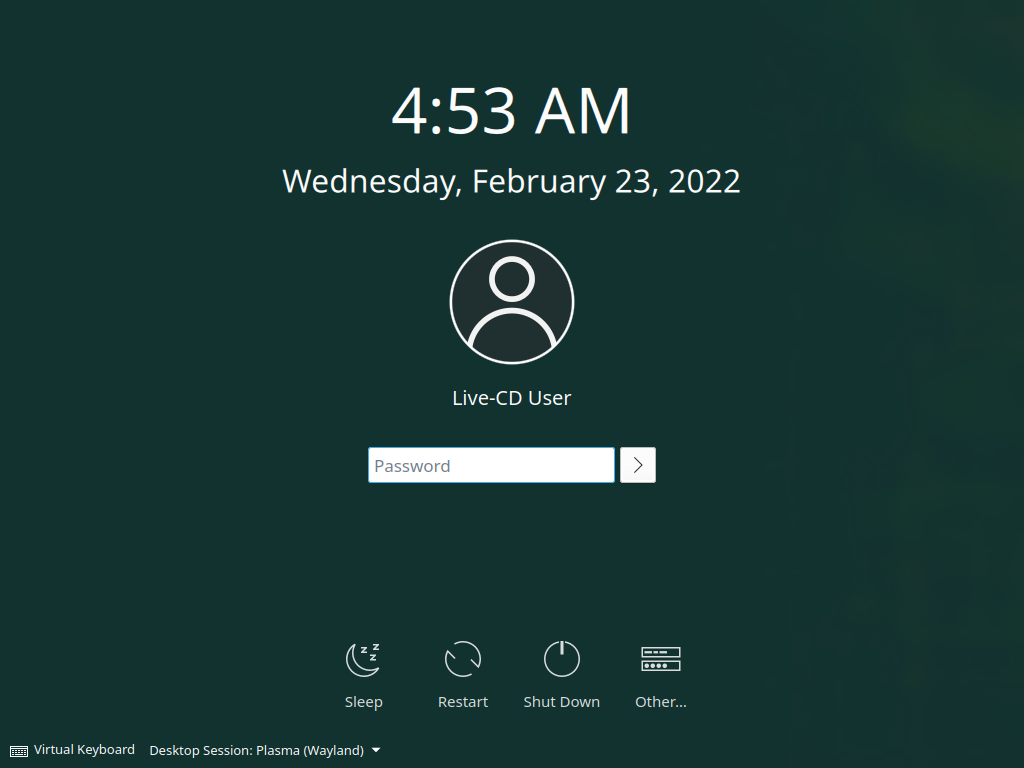 4:53 AM
Wednesday, February 23, 2022
Live-CD User
Password
Sleep
Restart
Shut Down
Other...
Virtual Keyboard
Desktop Session: Plasma (Wayland)